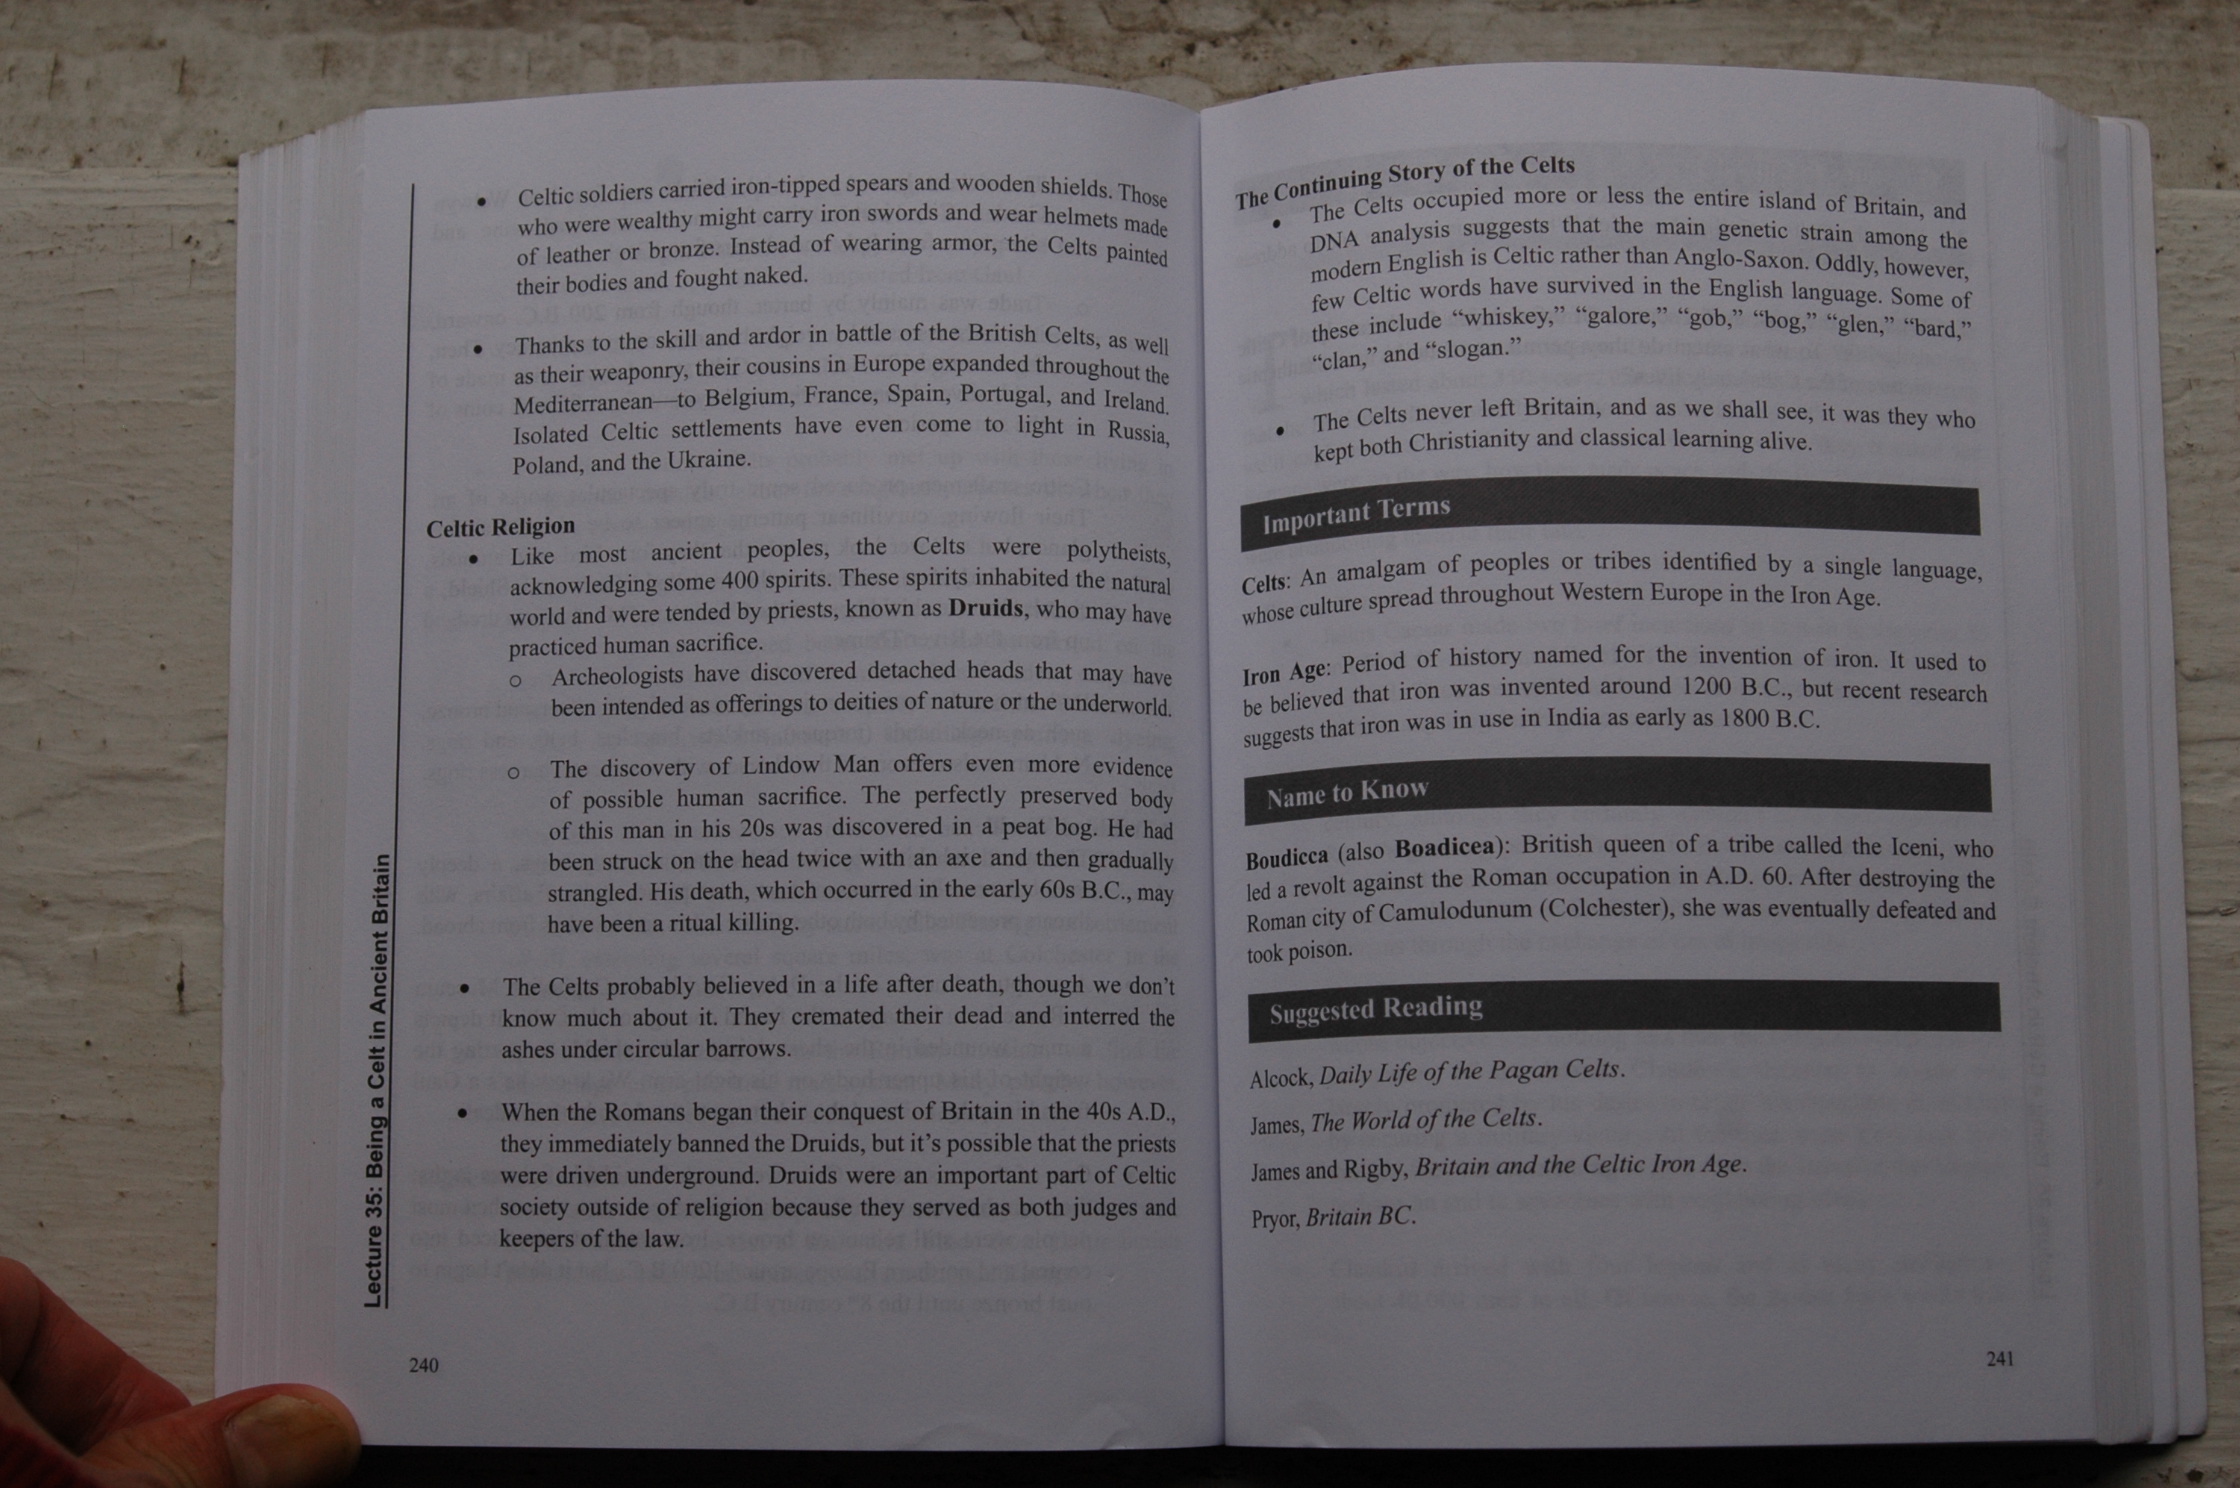 • Celtic soldiers carried iron-tipped spears and wooden shields. Those
who were wealthy might carry iron swords and wear helmets made
of leather or bronze. Instead of wearing armor, the Celts painted
their bodies and fought naked.
• Thanks to the skill and ardor in battle of the British Celts, as well
as their weaponry, their cousins in Europe expanded throughout the
Mediterranean—to Belgium, France, Spain, Portugal, and Ireland.
Isolated Celtic settlements have even come to light in Russia,
Poland, and the Ukraine.
Celtic Religion
• Like most ancient peoples, the Celts were polytheists,
acknowledging some 400 spirits. These spirits inhabited the natural
world and were tended by priests, known as Druids, who may have
practiced human sacrifice.
o Archeologists have discovered detached heads that may have
been intended as offerings to deities of nature or the underworld.
o The discovery of Lindow Man offers even more evidence
of possible human sacrifice. The perfectly preserved body
of this man in his 20s was discovered in a peat bog. He had
been struck on the head twice with an axe and then gradually
strangled. His death, which occurred in the early 60s B.C., may
have been a ritual killing.
• The Celts probably believed in a life after death, though we don't
know much about it. They cremated their dead and interred the
ashes under circular barrows.
• When the Romans began their conquest of Britain in the 40s A.D.,
they immediately banned the Druids, but it's possible that the priests
were driven underground. Druids were an important part of Celtic
society outside of religion because they served as both judges and
keepers of the law.
Lecture 35: Being a Celt in Ancient Britain
240
The Continuing Story of the Celts
• The Celts occupied more or less the entire island of Britain, and
DNA analysis suggests that the main genetic strain among the
modern English is Celtic rather than Anglo-Saxon. Oddly, however,
few Celtic words have survived in the English language. Some of
these include "whiskey," "galore," "gob," "bog," "glen," "bard,"
"clan," and "slogan."
• The Celts never left Britain, and as we shall see, it was they who
kept both Christianity and classical learning alive.
Important Terms
Celts: An amalgam of peoples or tribes identified by a single language,
whose culture spread throughout Western Europe in the Iron Age.
Iron Age: Period of history named for the invention of iron. It used to
be believed that iron was invented around 1200 B.C., but recent research
suggests that iron was in use in India as early as 1800 B.C.
Name to Know
Boudicca (also Boadicea): British queen of a tribe called the Iceni, who
led a revolt against the Roman occupation in A.D. 60. After destroying the
Roman city of Camulodunum (Colchester), she was eventually defeated and
took poison.
Suggested Reading
Alcock, Daily Life of the Pagan Celts.
James, The World of the Celts.
James and Rigby, Britain and the Celtic Iron Age.
Pryor, Britain BC.
241